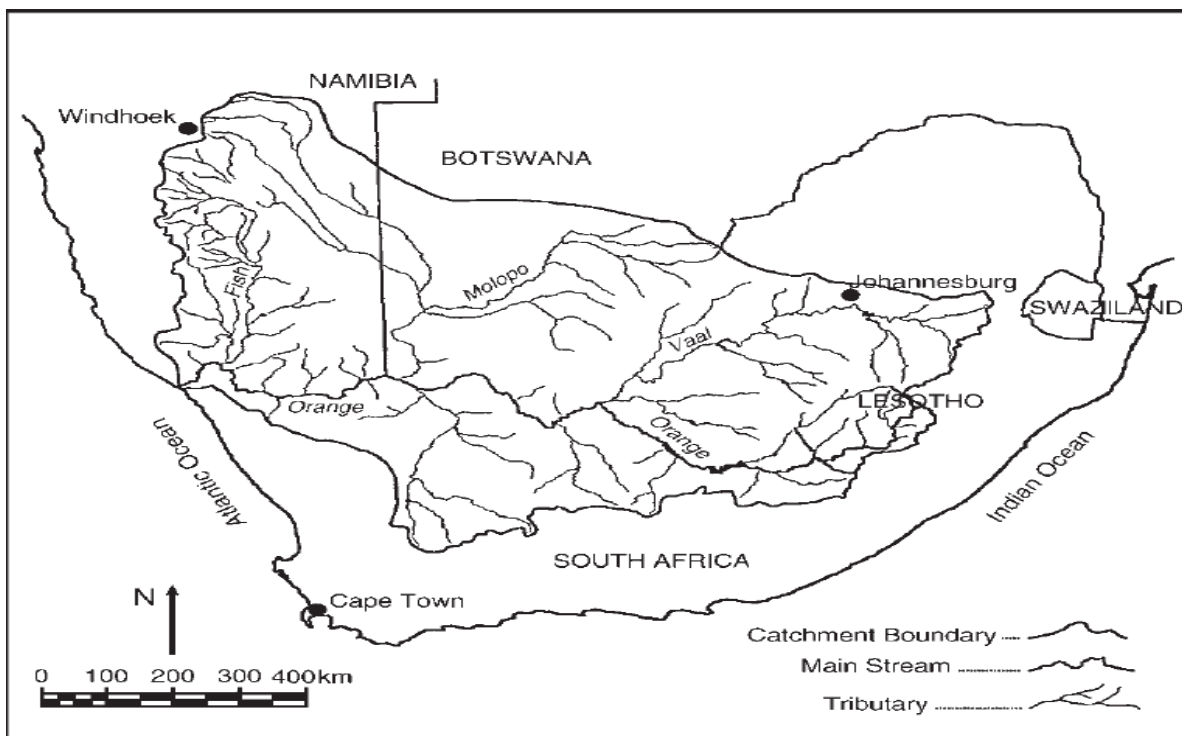 NAMIBIA
Windhoek
BOTSWANA
Fish
Molopo
Johannesburg
SWAZILAND
Vaal
Orange
Orange
LESOTHO
Atlantic Ocean
Indian Ocean
SOUTH AFRICA
N
Cape Town
0 100 200 300 400km
Catchment Boundary
Main Stream
Tributary